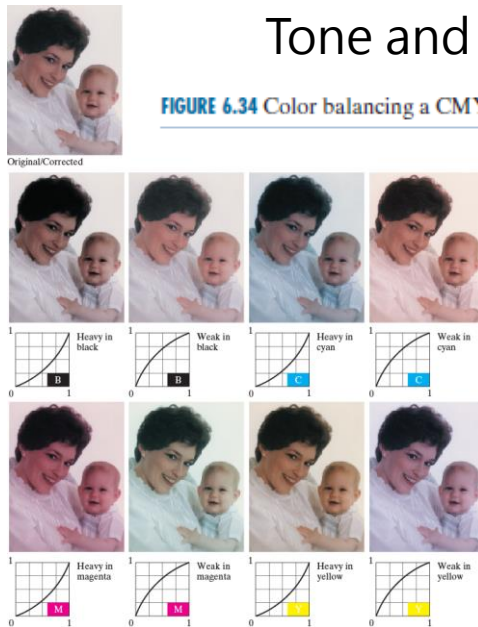 Tone and
FIGURE 6.34 Color balancing a CMY
Original/Corrected
1 Heavy in
black
B
0 1
1 Weak in
black
B
0 1
1 Heavy in
cyan
C
0 1
1 Weak in
cyan
C
0 1
1 Heavy in
magenta
M
0 1
1 Weak in
magenta
M
0 1
1 Heavy in
yellow
Y
0 1
1 Weak in
yellow
Y
0 1